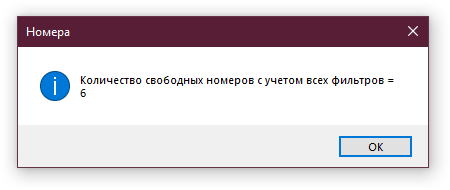 Номера
Количество свободных номеров с учетом всех фильтров =
6
OK